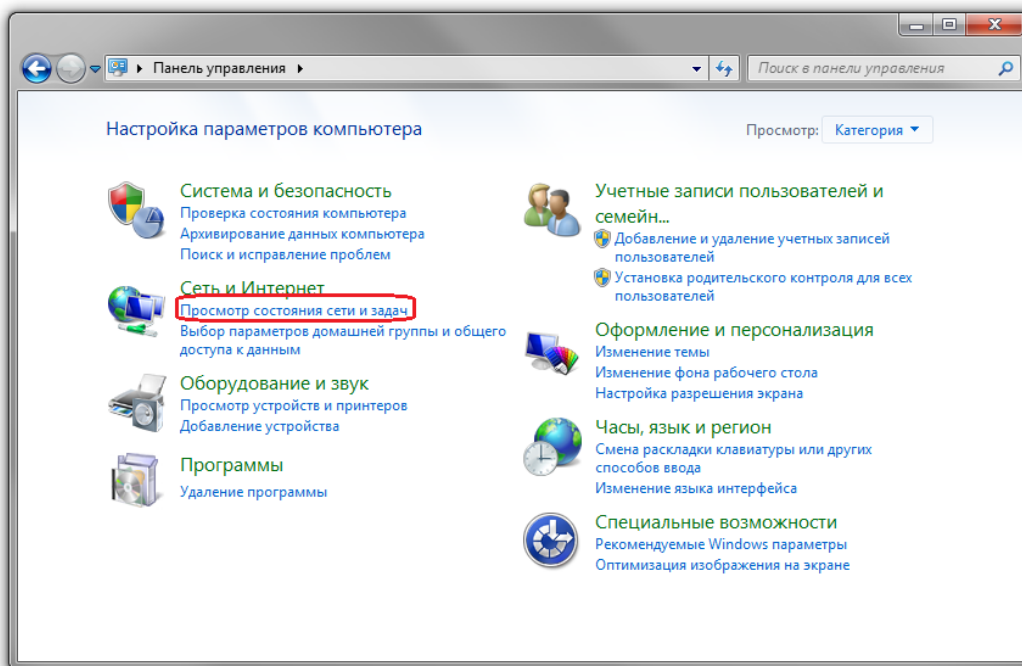 Панель управления
Поиск в панели управления
Настройка параметров компьютера
Просмотр: Категория
Система и безопасность
Проверка состояния компьютера
Архивирование данных компьютера
Поиск и исправление проблем
Сеть и Интернет
Просмотр состояния сети и задач
Выбор параметров домашней группы и общего
доступа к данным
Оборудование и звук
Просмотр устройств и принтеров
Добавление устройства
Программы
Удаление программы
Учетные записи пользователей и
семейн...
Добавление и удаление учетных записей
пользователей
Установка родительского контроля для всех
пользователей
Оформление и персонализация
Изменение темы
Изменение фона рабочего стола
Настройка разрешения экрана
Часы, язык и регион
Смена раскладки клавиатуры или других
способов ввода
Изменение языка интерфейса
Специальные возможности
Рекомендуемые Windows параметры
Оптимизация изображения на экране